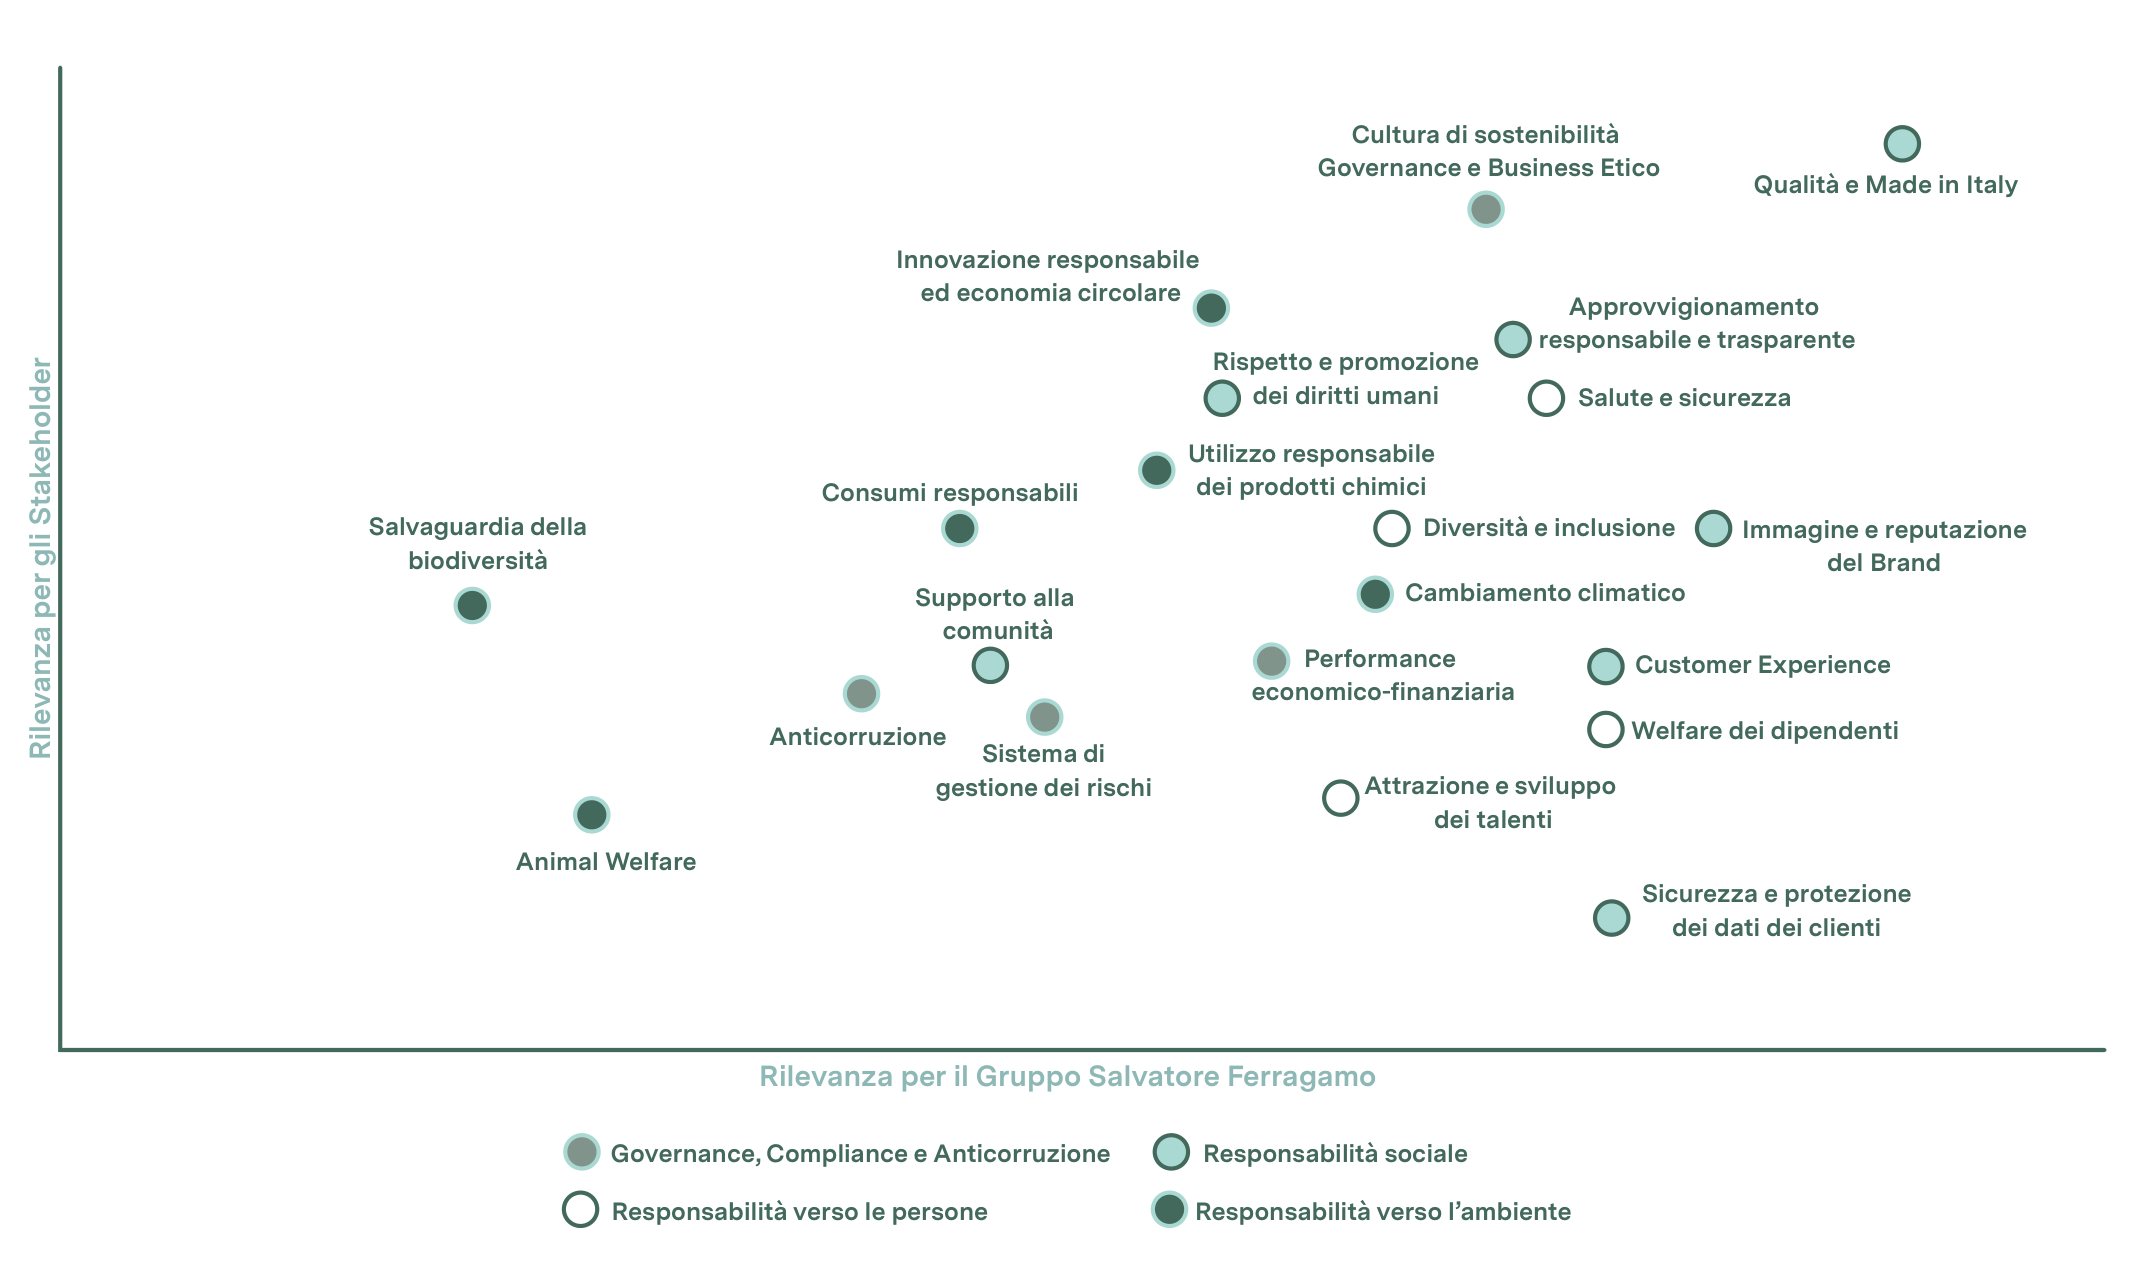 Cultura di sostenibilità
Governance e Business Etico
Qualità e Made in Italy
Innovazione responsabile
ed economia circolare
Approvvigionamento
responsabile e trasparente
Rispetto e promozione
dei diritti umani
Salute e sicurezza
Utilizzo responsabile
dei prodotti chimici
Consumi responsabili
Salvaguardia della
biodiversità
Diversità e inclusione
Immagine e reputazione
del Brand
Supporto alla
comunità
Cambiamento climatico
Performance
economico-finanziaria
Customer Experience
Anticorruzione
Sistema di
gestione dei rischi
Welfare dei dipendenti
Attrazione e sviluppo
dei talenti
Animal Welfare
Sicurezza e protezione
dei dati dei clienti
Rilevanza per gli Stakeholder
Rilevanza per il Gruppo Salvatore Ferragamo
Governance, Compliance e Anticorruzione
Responsabilità sociale
Responsabilità verso le persone
Responsabilità verso l’ambiente